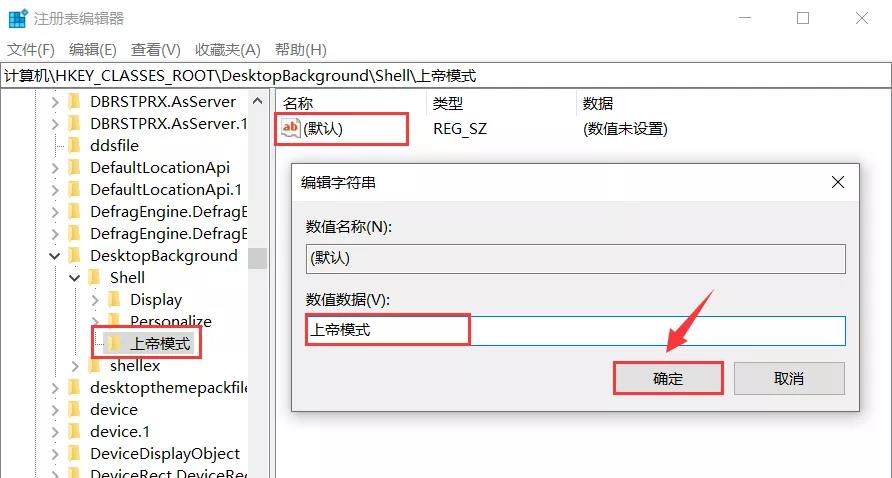 注册表编辑器
文件(F) 编辑(E) 查看(V) 收藏夹(A) 帮助(H)
计算机\HKEY_CLASSES_ROOT\DesktopBackground\Shell\上帝模式
DBRSTPRX.AsServer
DBRSTPRX.AsServer.1
ddsfile
DefaultLocationApi
DefaultLocationApi.1
DefragEngine.DefragE
DefragEngine.DefragE
DesktopBackground
Shell
Display
Personalize
上帝模式
shellex
desktopthemepackfile
device
device.1
DeviceDisplayObject
DeviceRect.DeviceRec
名称 类型 数据
ab (默认) REG_SZ (数值未设置)
编辑字符串
数值名称(N):
(默认)
数值数据(V):
上帝模式
确定 取消